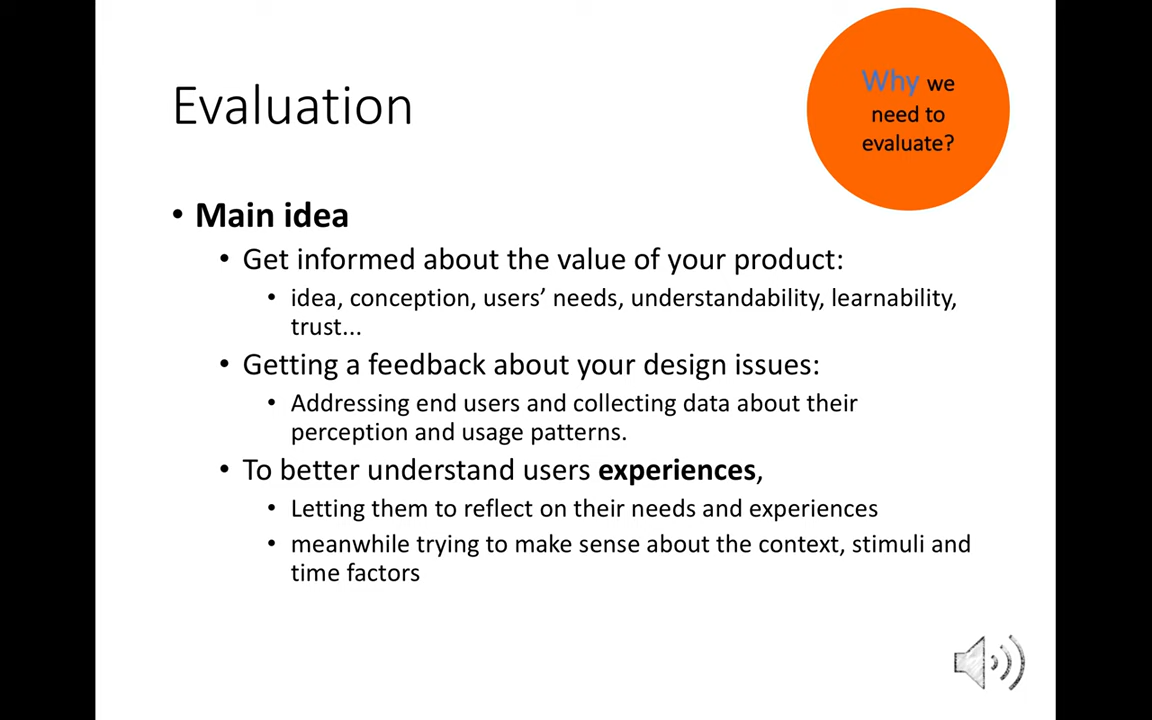 Evaluation
Why we
need to
evaluate?
• Main idea
• Get informed about the value of your product:
• idea, conception, users’ needs, understandability, learnability,
trust...
• Getting a feedback about your design issues:
• Addressing end users and collecting data about their
perception and usage patterns.
• To better understand users experiences,
• Letting them to reflect on their needs and experiences
• meanwhile trying to make sense about the context, stimuli and
time factors